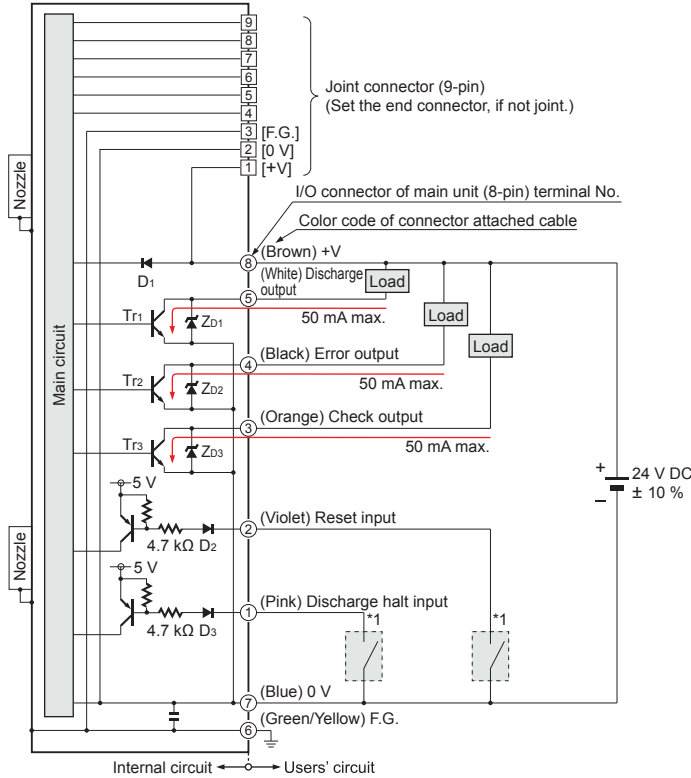 9
8
7
6
5
4
3 [F.G.]
2 [0 V]
1 [+V]
Joint connector (9-pin)
(Set the end connector, if not joint.)
Nozzle
I/O connector of main unit (8-pin) terminal No.
Color code of connector attached cable
8 (Brown) +V
D1
(White) Discharge
5 output
Load
Tr1
ZD1
50 mA max.
Load
Main circuit
4 (Black) Error output
Load
Tr2
ZD2
50 mA max.
3 (Orange) Check output
Tr3
ZD3
50 mA max.
+
24 V DC
–
± 10 %
5 V
2 (Violet) Reset input
4.7 kΩ D2
Nozzle
5 V
1 (Pink) Discharge halt input
4.7 kΩ D3
*1
*1
7 (Blue) 0 V
(Green/Yellow) F.G.
6
Internal circuit
Users' circuit